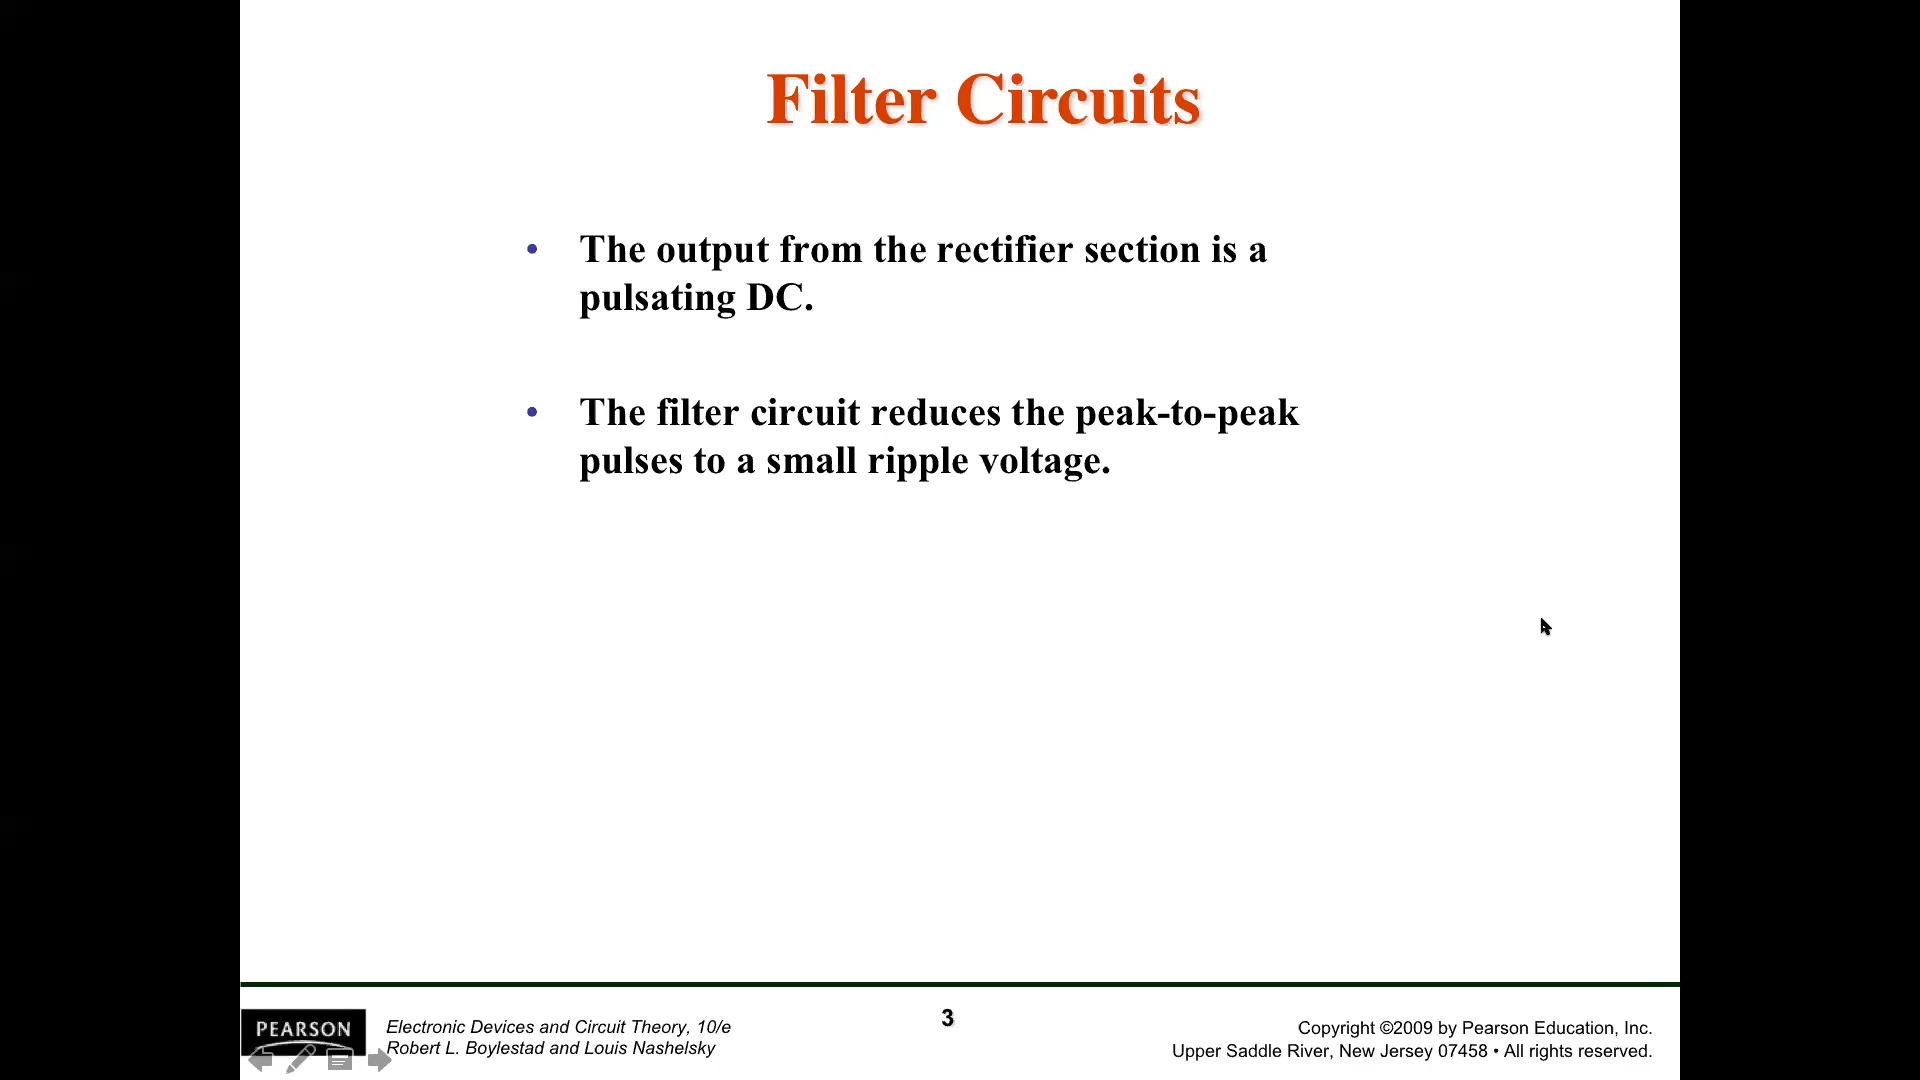 Filter Circuits
• The output from the rectifier section is a
pulsating DC.
• The filter circuit reduces the peak-to-peak
pulses to a small ripple voltage.
PEARSON
Electronic Devices and Circuit Theory, 10/e
Robert L. Boylestad and Louis Nashelsky
3
Copyright ©2009 by Pearson Education, Inc.
Upper Saddle River, New Jersey 07458 • All rights reserved.